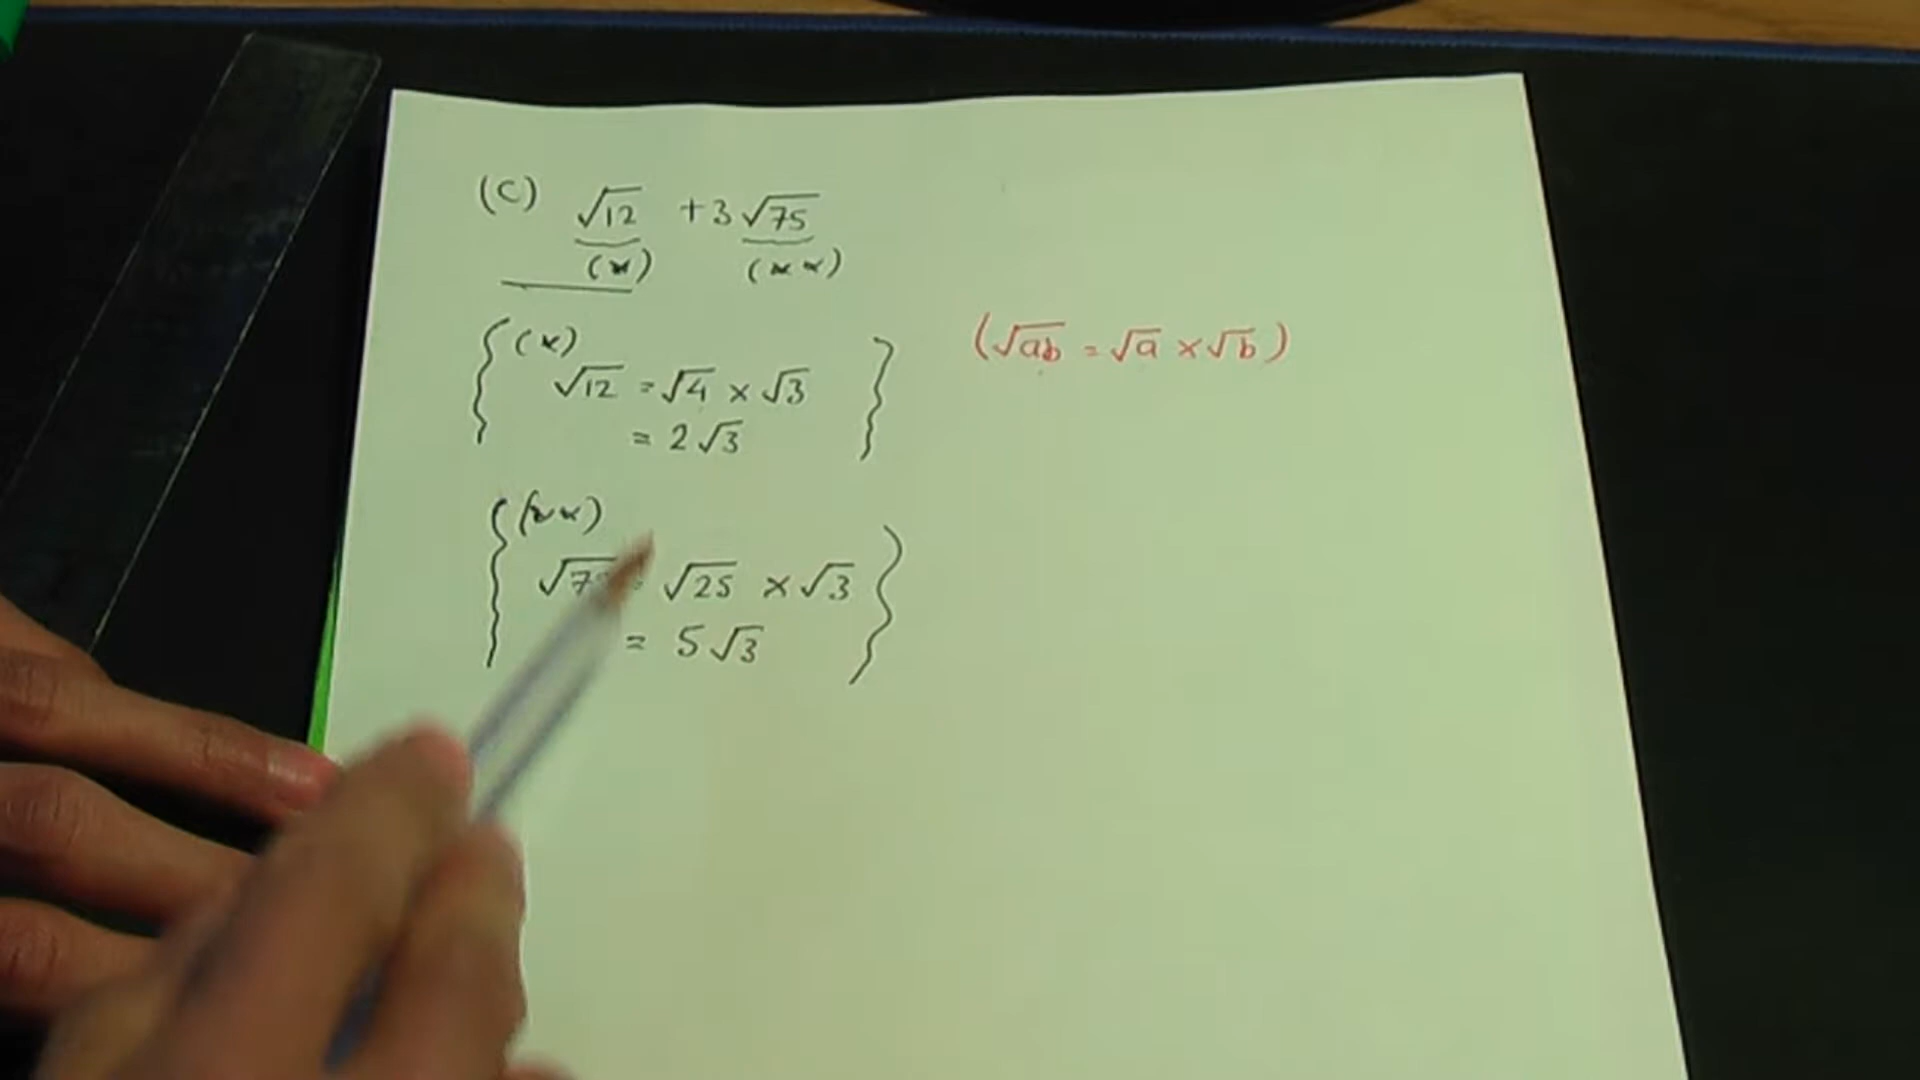 (C) √12 + 3√75
(*) (**)
(*)
(√ab = √a × √b)
√12 = √4 × √3
= 2√3
(**)
= √25 × √3
= 5√3